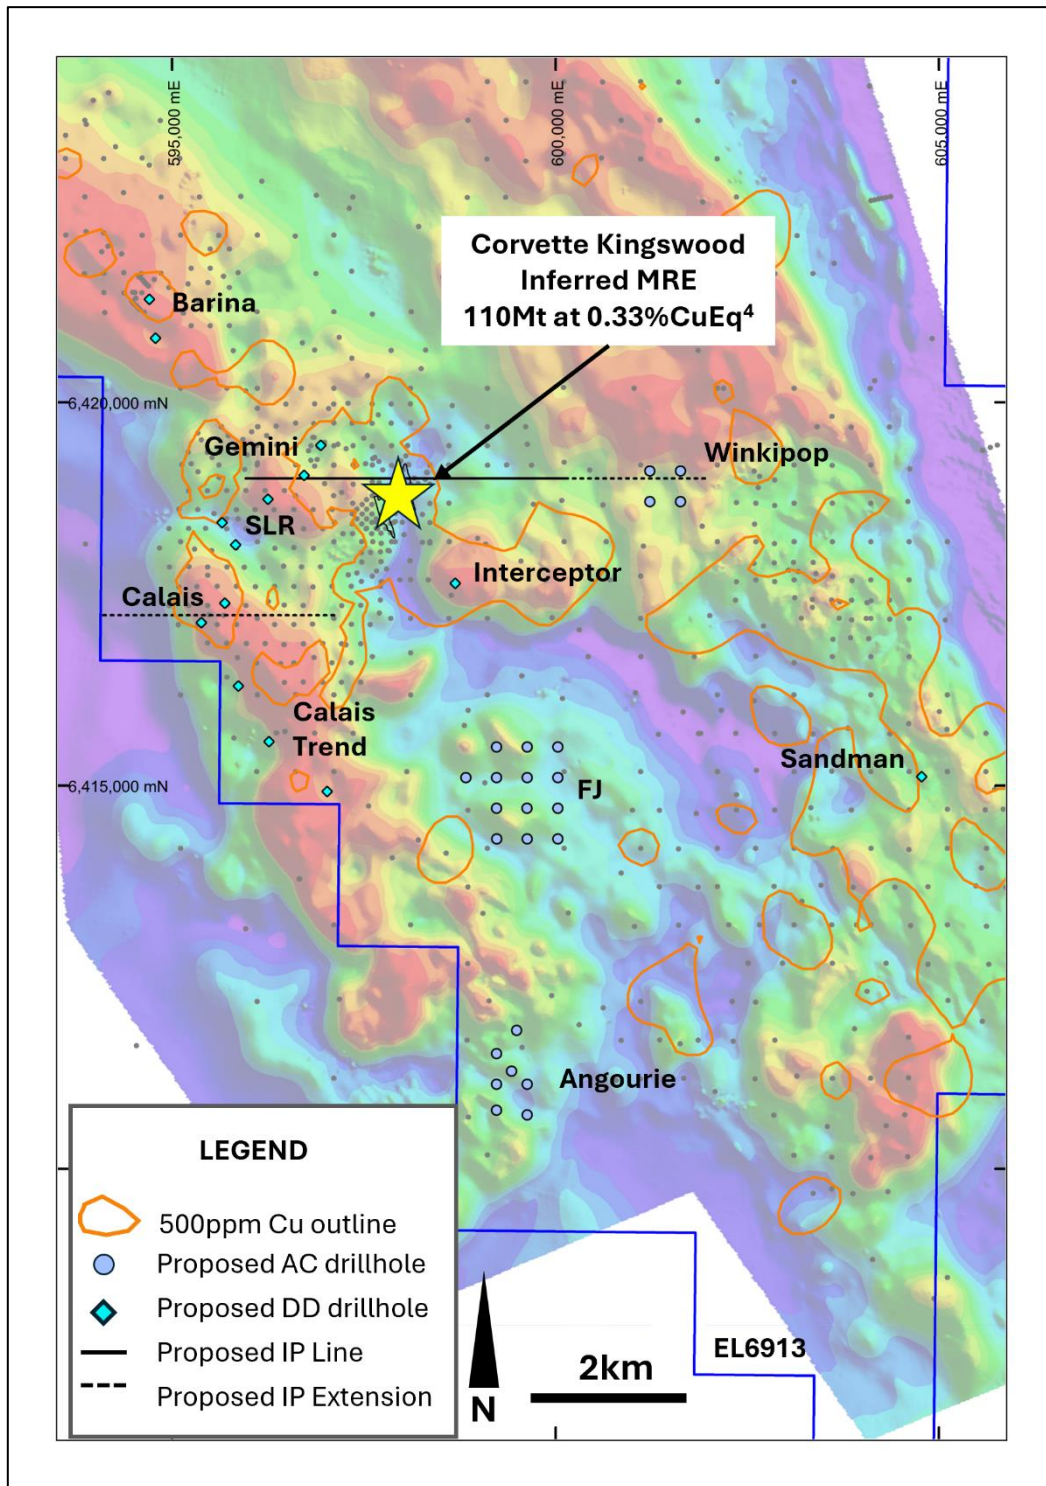 595,000 mE
600,000 mE
605,000 mE
Corvette Kingswood
Inferred MRE
110Mt at 0.33%CuEq⁴
Barina
6,420,000 mN
Gemini
Winkipop
SLR
Interceptor
Calais
Calais
Trend
Sandman
6,415,000 mN
FJ
Angourie
LEGEND
500ppm Cu outline
Proposed AC drillhole
Proposed DD drillhole
Proposed IP Line
Proposed IP Extension
N
2km
EL6913